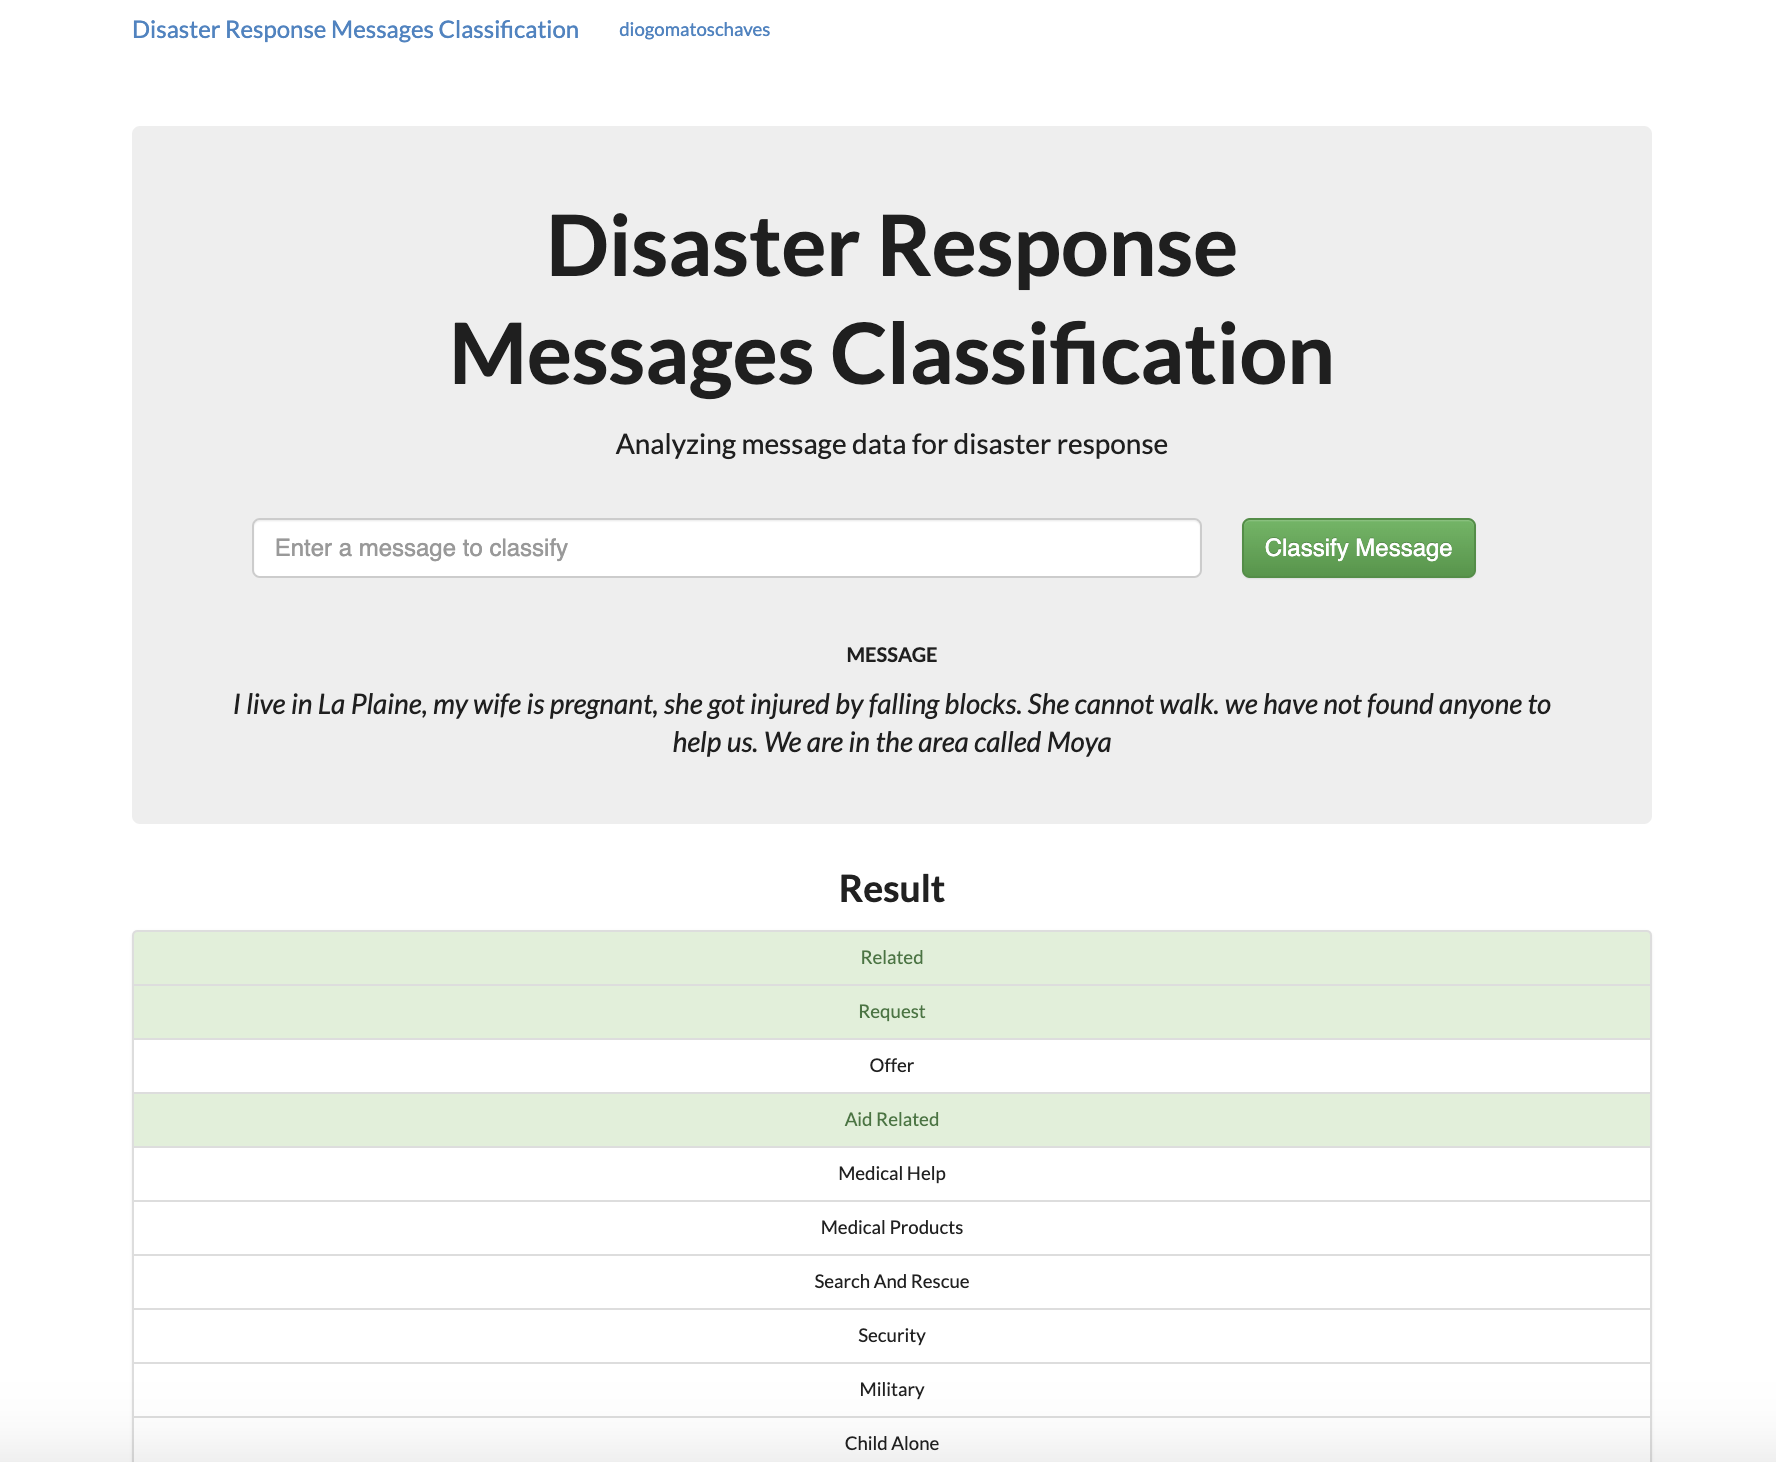 Disaster Response Messages Classification diogomatoschaves
Disaster Response
Messages Classification
Analyzing message data for disaster response
Enter a message to classify
Classify Message
MESSAGE
I live in La Plaine, my wife is pregnant, she got injured by falling blocks. She cannot walk. we have not found anyone to
help us. We are in the area called Moya
Result
Related
Request
Offer
Aid Related
Medical Help
Medical Products
Search And Rescue
Security
Military
Child Alone